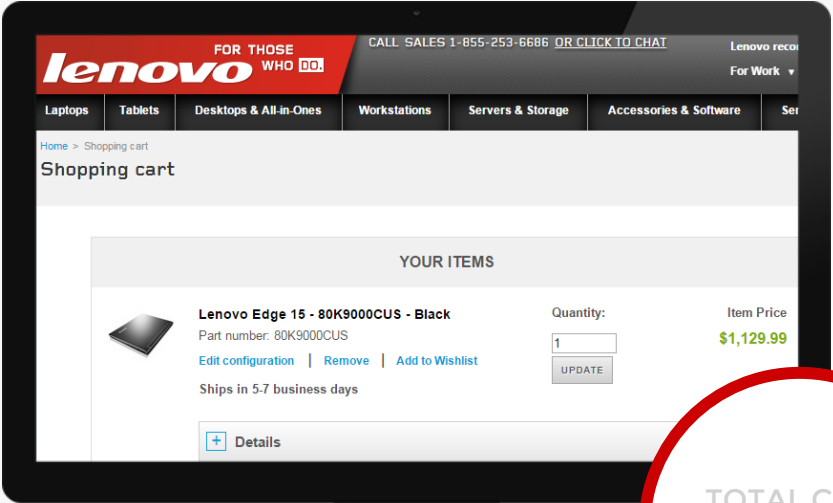 lenovo
FOR THOSE
WHO DO.
CALL SALES 1-855-253-6686 OR CLICK TO CHAT
Lenovo
For Work ▼
Laptops
Tablets
Desktops & All-in-Ones
Workstations
Servers & Storage
Accessories & Software
Home > Shopping cart
Shopping cart
YOUR ITEMS
Lenovo Edge 15 - 80K9000CUS - Black
Quantity:
Item Price
Part number: 80K9000CUS
1
$1,129.99
Edit configuration | Remove | Add to Wishlist
UPDATE
Ships in 5-7 business days
+ Details
TOTAL